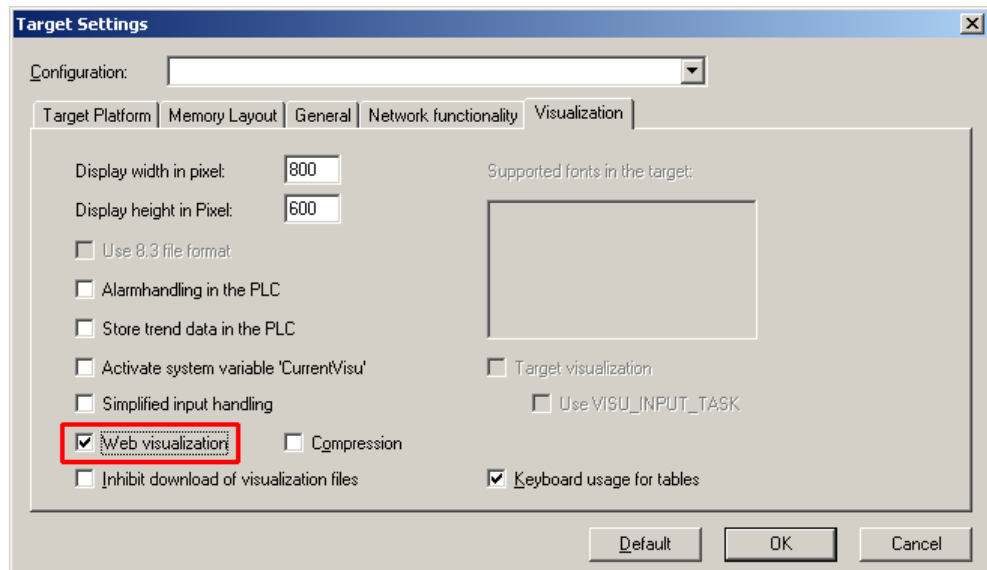 Target Settings
Configuration:
Target Platform Memory Layout General Network functionality Visualization
Display width in pixel: 800 Supported fonts in the target:
Display height in Pixel: 600
Use 8.3 file format
Alarmhandling in the PLC
Store trend data in the PLC
Activate system variable 'CurrentVisu' Target visualization
Simplified input handling Use VISU_INPUT_TASK
Web visualization Compression
Inhibit download of visualization files Keyboard usage for tables
Default OK Cancel